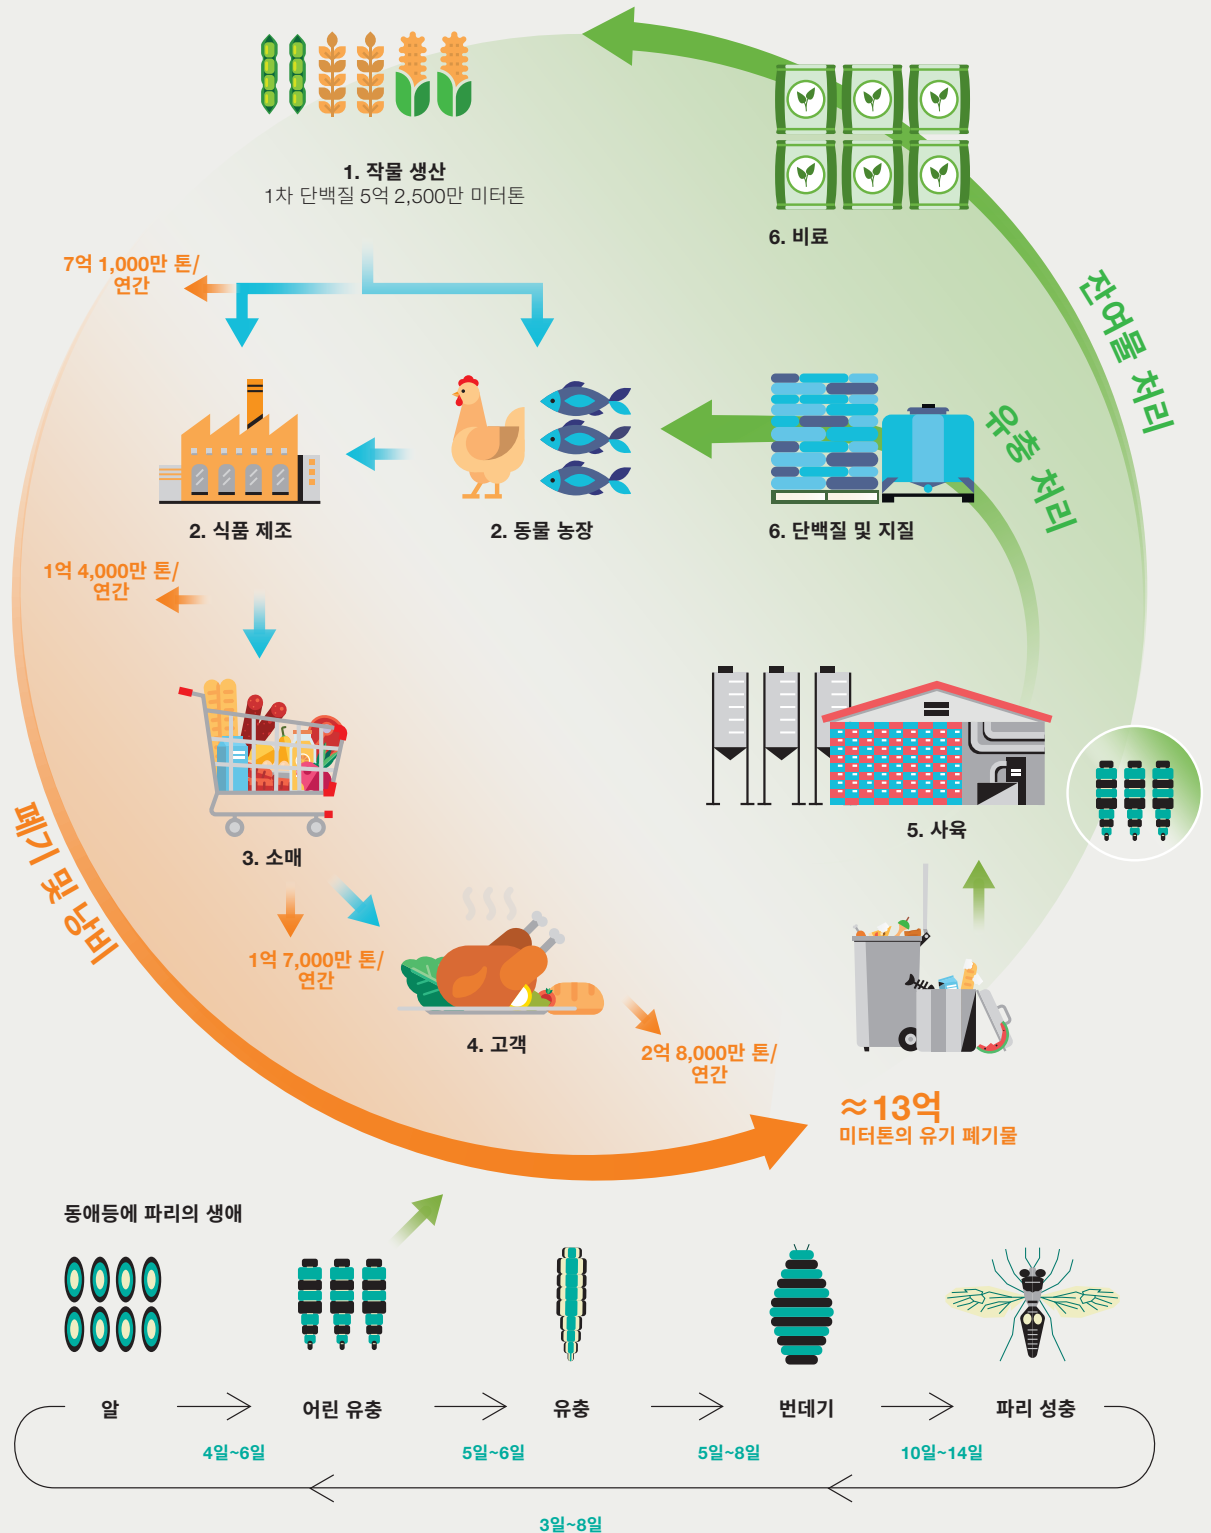 1. 작물 생산
1차 단백질 5억 2,500만 미터톤
6. 비료
7억 1,000만 톤/
연간
잔여물 처리
유충 처리
2. 식품 제조
2. 동물 농장
6. 단백질 및 지질
1억 4,000만 톤/
연간
폐기 및 낭비
3. 소매
5. 사육
1억 7,000만 톤/
연간
4. 고객
2억 8,000만 톤/
연간
≈13억
미터톤의 유기 폐기물
동애등에 파리의 생애
알
어린 유충
유충
번데기
파리 성충
4일~6일
5일~6일
5일~8일
10일~14일
3일~8일